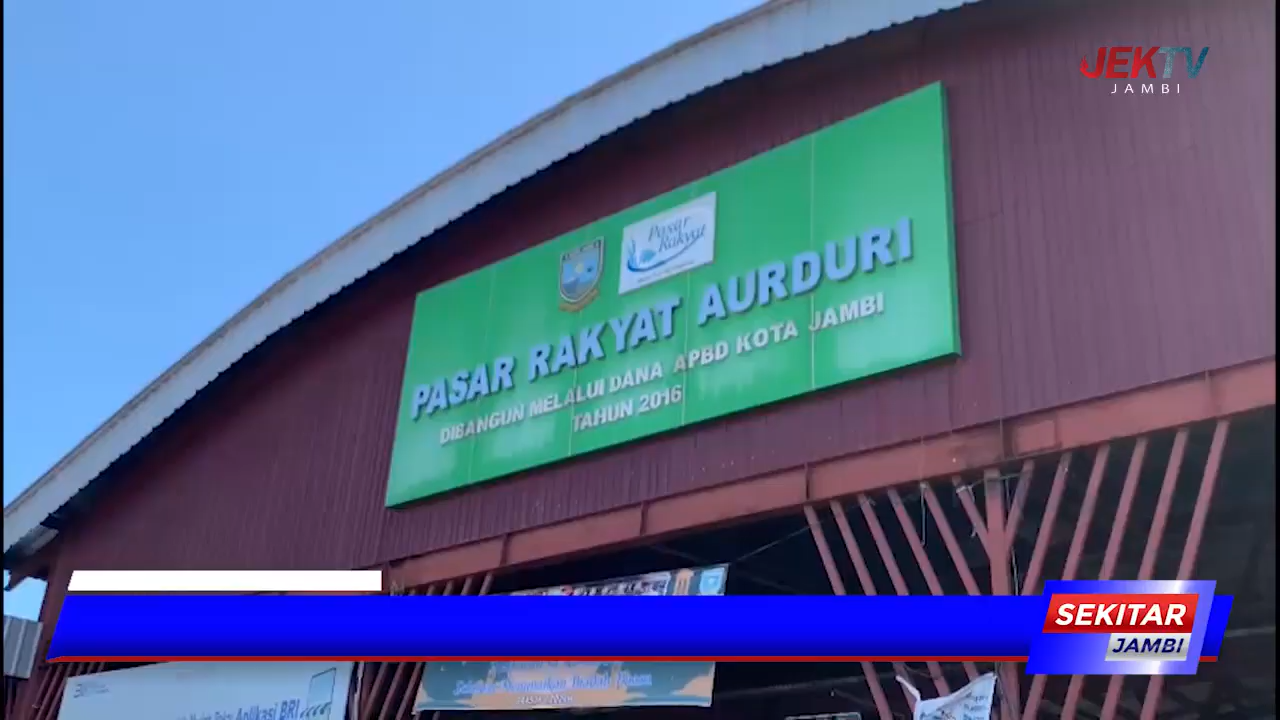 JEKTV
JAMBI
Pasar
Rakyat
PASAR RAKYAT AURDURI
DIBANGUN MELALUI DANA APBD KOTA JAMBI
TAHUN 2016
SEKITAR
JAMBI
Aplikasi BRI